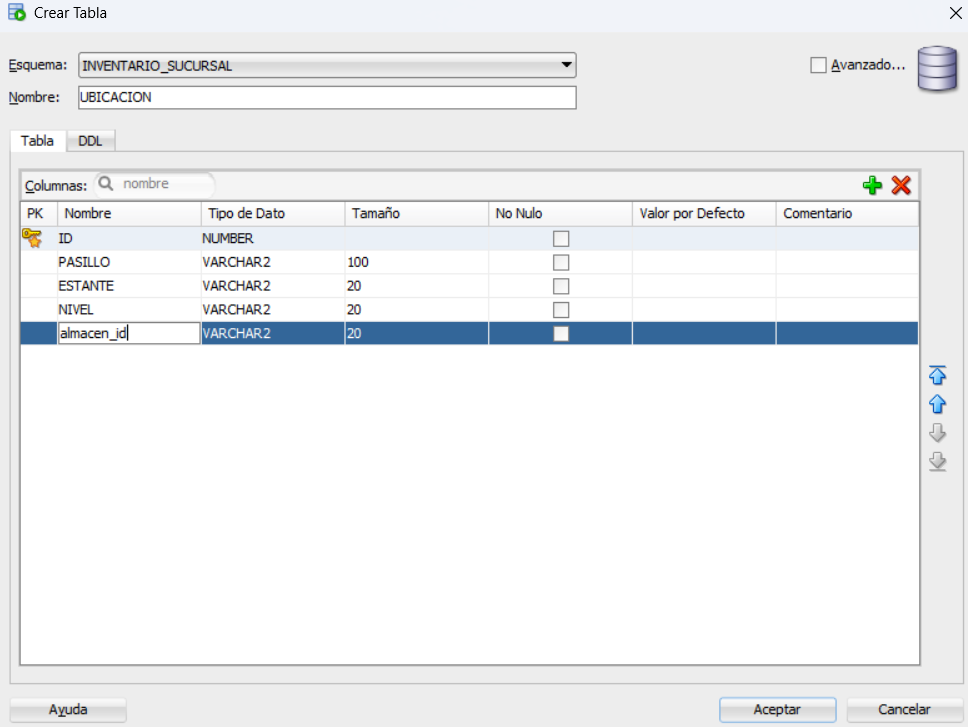 Crear Tabla
Esquema: INVENTARIO_SUCURSAL Avanzado...
Nombre: UBICACION
Tabla DDL
Columnas: nombre
PK Nombre Tipo de Dato Tamaño No Nulo Valor por Defecto Comentario
ID NUMBER
PASILLO VARCHAR2 100
ESTANTE VARCHAR2 20
NIVEL VARCHAR2 20
almacen_id VARCHAR2 20
Ayuda Aceptar Cancelar